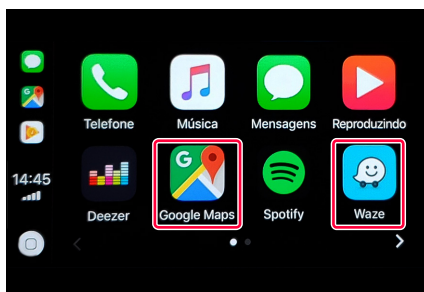 Telefone
Música
Mensagens
Reproduzindo
14:45
Deezer
Google Maps
Spotify
Waze